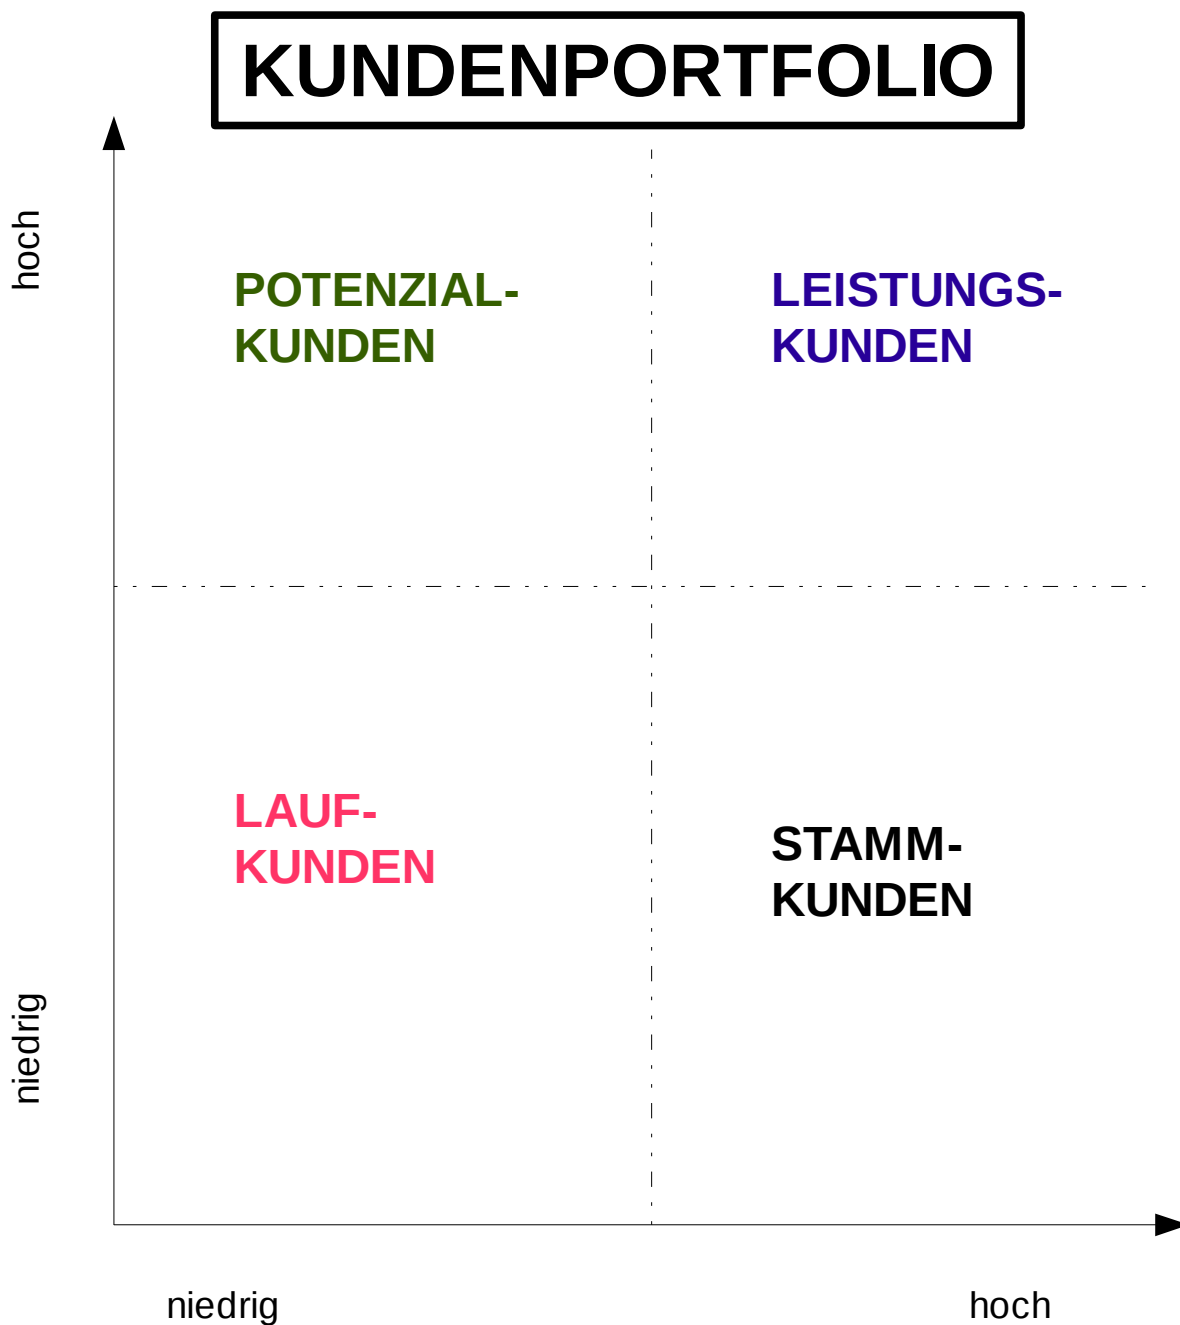 KUNDENPORTFOLIO
hoch
POTENZIAL-
KUNDEN
LEISTUNGS-
KUNDEN
LAUF-
KUNDEN
STAMM-
KUNDEN
niedrig
niedrig
hoch